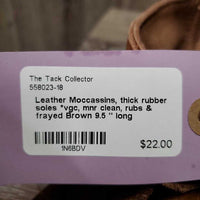 The Tack Collector
558023-18
Leather Moccassins, thick rubber
soles *vgc, mnr clean, rubs &
frayed Brown 9.5 " long
1N6BDV
$22.00